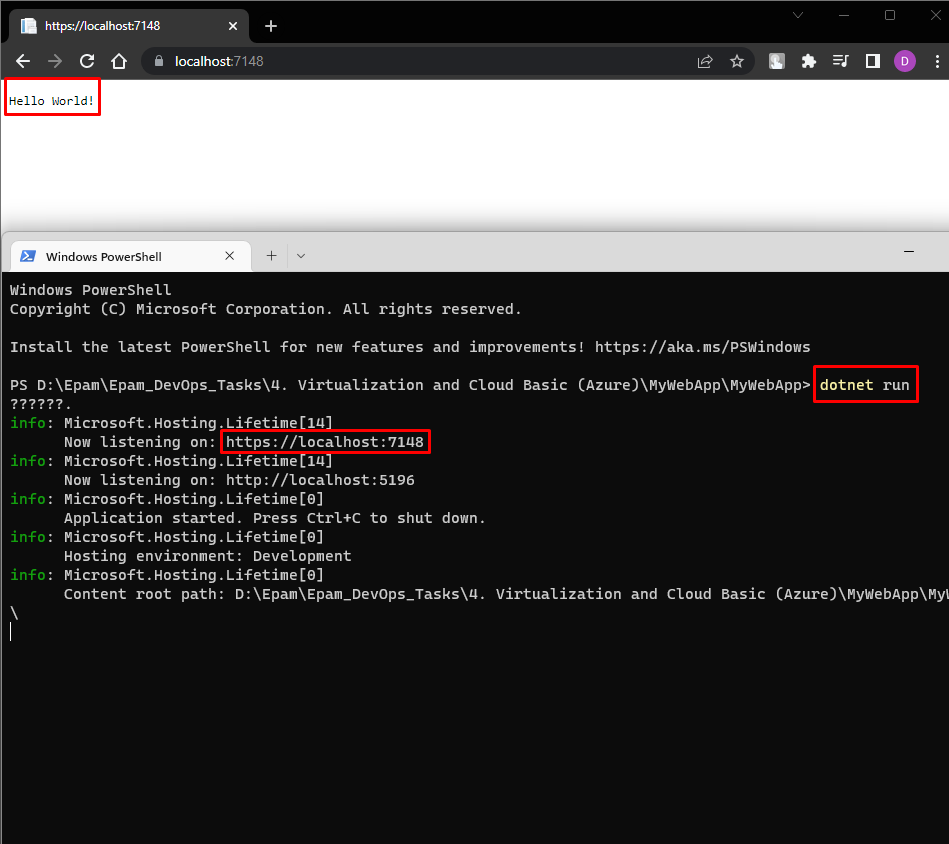 https://localhost:7148
localhost:7148
D
Hello World!
Windows PowerShell
Windows PowerShell
Copyright (C) Microsoft Corporation. All rights reserved.
Install the latest PowerShell for new features and improvements! https://aka.ms/PSWindows
PS D:\Epam\Epam_DevOps_Tasks\4. Virtualization and Cloud Basic (Azure)\MyWebApp\MyWebApp> dotnet run
??????.
info: Microsoft.Hosting.Lifetime[14]
Now listening on: https://localhost:7148
info: Microsoft.Hosting.Lifetime[14]
Now listening on: http://localhost:5196
info: Microsoft.Hosting.Lifetime[0]
Application started. Press Ctrl+C to shut down.
info: Microsoft.Hosting.Lifetime[0]
Hosting environment: Development
info: Microsoft.Hosting.Lifetime[0]
Content root path: D:\Epam\Epam_DevOps_Tasks\4. Virtualization and Cloud Basic (Azure)\MyWebApp\MyW
\